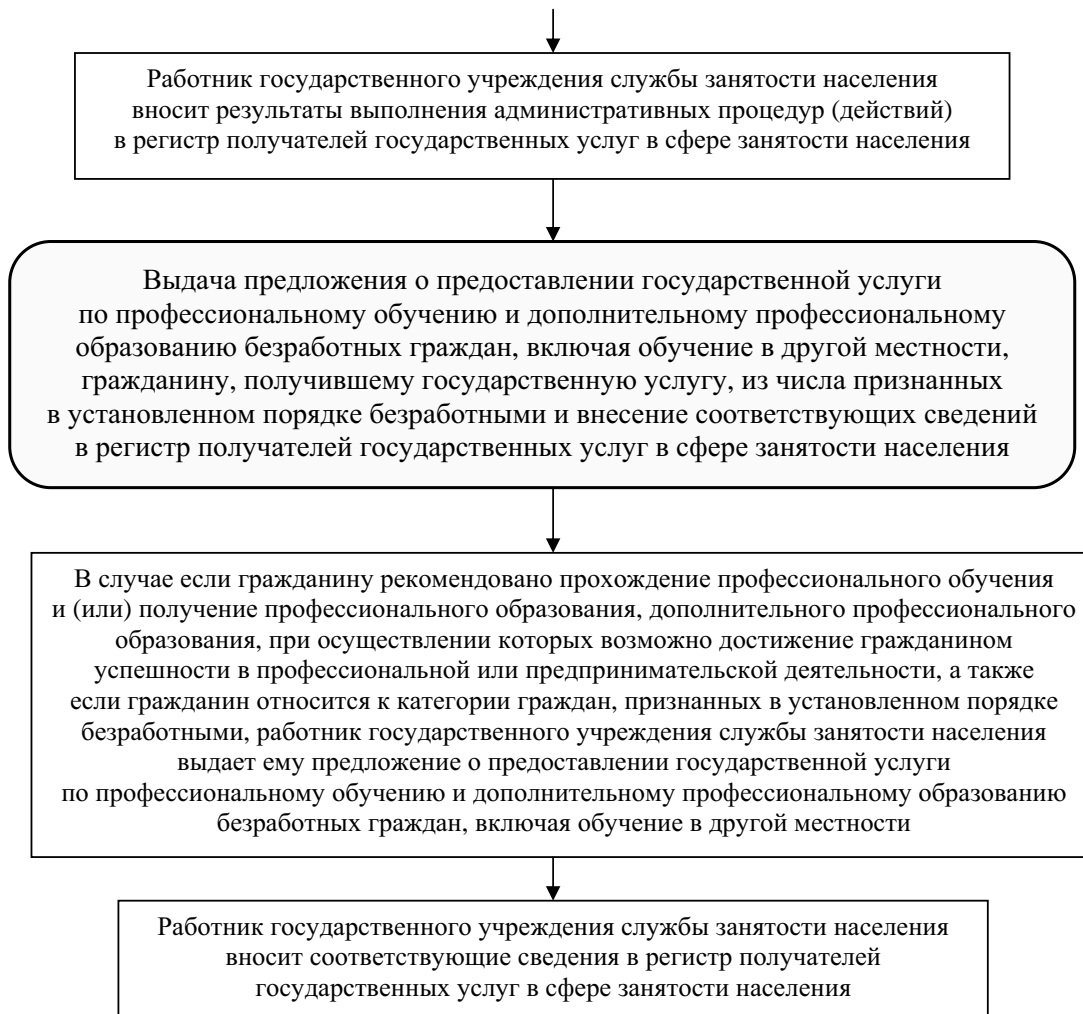 Работник государственного учреждения службы занятости населения
вносит результаты выполнения административных процедур (действий)
в регистр получателей государственных услуг в сфере занятости населения
Выдача предложения о предоставлении государственной услуги
по профессиональному обучению и дополнительному профессиональному
образованию безработных граждан, включая обучение в другой местности,
гражданину, получившему государственную услугу, из числа признанных
в установленном порядке безработными и внесение соответствующих сведений
в регистр получателей государственных услуг в сфере занятости населения
В случае если гражданину рекомендовано прохождение профессионального обучения
и (или) получение профессионального образования, дополнительного профессионального
образования, при осуществлении которых возможно достижение гражданином
успешности в профессиональной или предпринимательской деятельности, а также
если гражданин относится к категории граждан, признанных в установленном порядке
безработными, работник государственного учреждения службы занятости населения
выдает ему предложение о предоставлении государственной услуги
по профессиональному обучению и дополнительному профессиональному образованию
безработных граждан, включая обучение в другой местности
Работник государственного учреждения службы занятости населения
вносит соответствующие сведения в регистр получателей
государственных услуг в сфере занятости населения